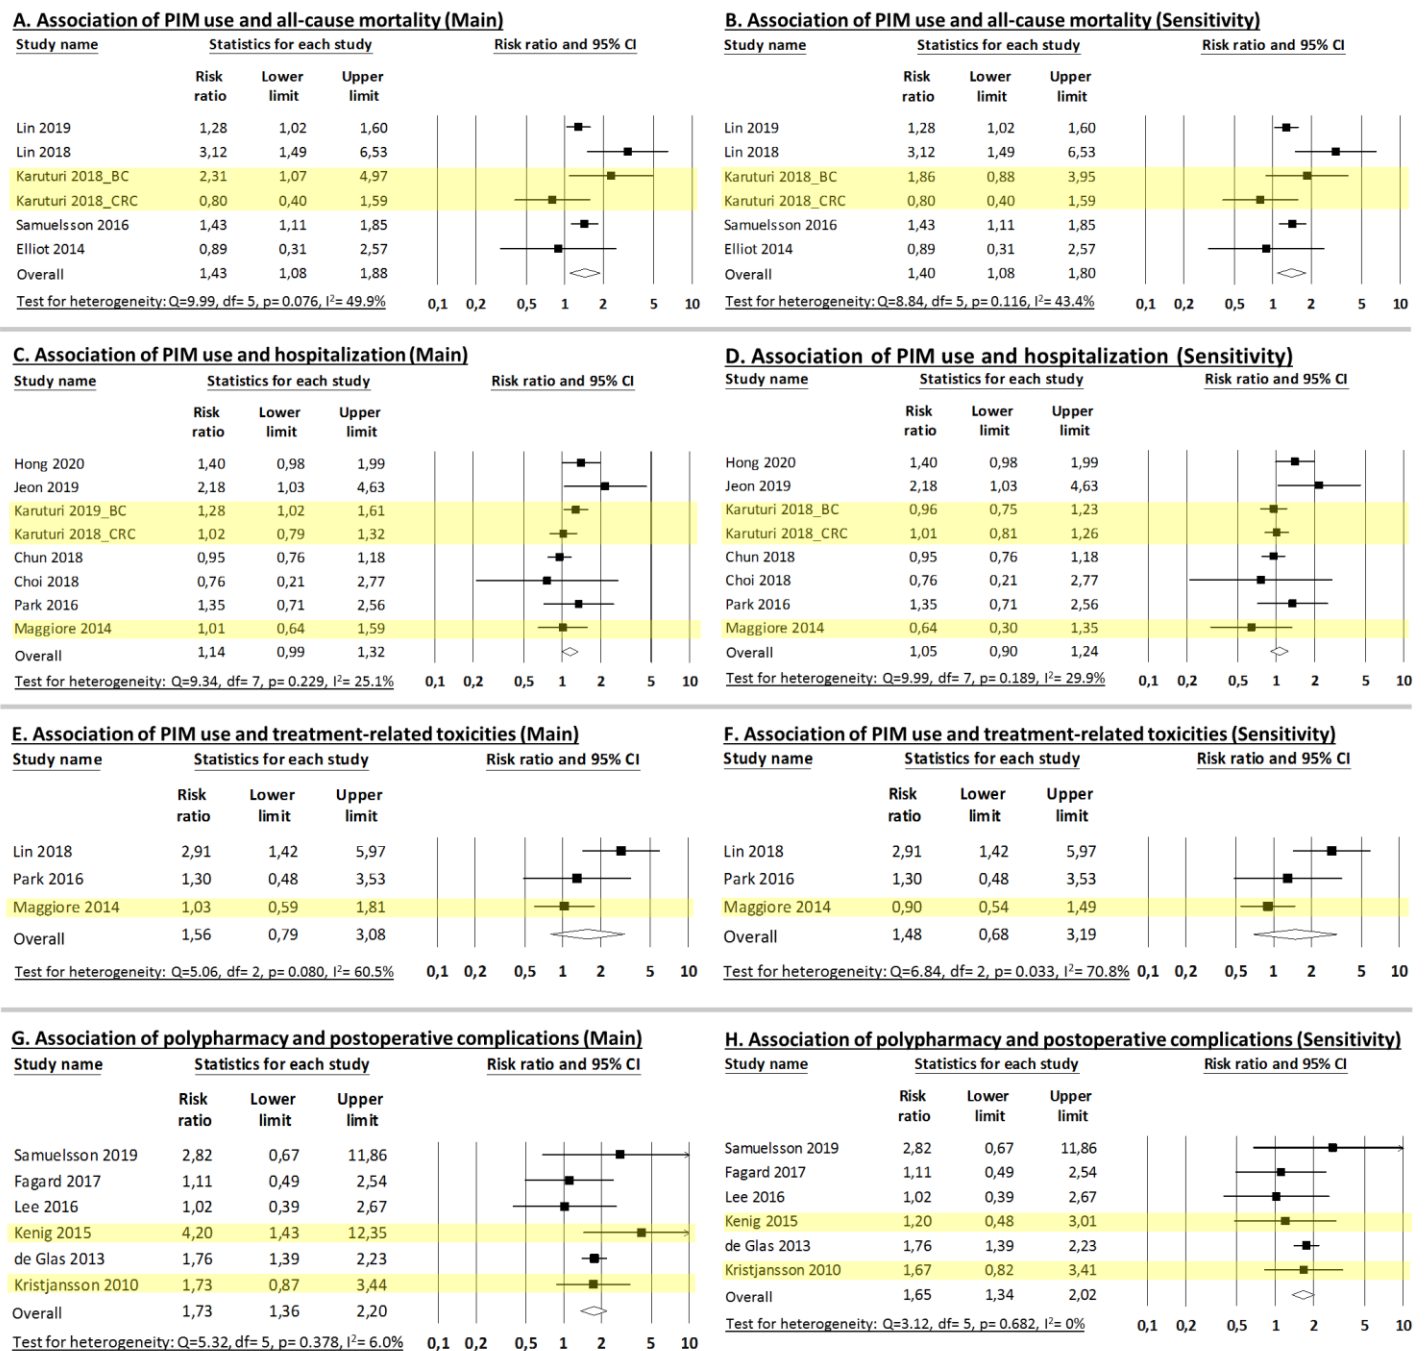 A. Association of PIM use and all-cause mortality (Main)
Study name Statistics for each study Risk ratio and 95% CI
Risk ratio Lower limit Upper limit
Lin 2019 1,28 1,02 1,60
Lin 2018 3,12 1,49 6,53
Karuturi 2018_BC 2,31 1,07 4,97
Karuturi 2018_CRC 0,80 0,40 1,59
Samuelsson 2016 1,43 1,11 1,85
Elliot 2014 0,89 0,31 2,57
Overall 1,43 1,08 1,88
Test for heterogeneity: Q=9.99, df= 5, p= 0.076, I²= 49.9%
0,1 0,2 0,5 1 2 5 10
B. Association of PIM use and all-cause mortality (Sensitivity)
Study name Statistics for each study Risk ratio and 95% CI
Risk ratio Lower limit Upper limit
Lin 2019 1,28 1,02 1,60
Lin 2018 3,12 1,49 6,53
Karuturi 2018_BC 1,86 0,88 3,95
Karuturi 2018_CRC 0,80 0,40 1,59
Samuelsson 2016 1,43 1,11 1,85
Elliot 2014 0,89 0,31 2,57
Overall 1,40 1,08 1,80
Test for heterogeneity: Q=8.84, df= 5, p= 0.116, I²= 43.4%
0,1 0,2 0,5 1 2 5 10
C. Association of PIM use and hospitalization (Main)
Study name Statistics for each study Risk ratio and 95% CI
Risk ratio Lower limit Upper limit
Hong 2020 1,40 0,98 1,99
Jeon 2019 2,18 1,03 4,63
Karuturi 2019_BC 1,28 1,02 1,61
Karuturi 2018_CRC 1,02 0,79 1,32
Chun 2018 0,95 0,76 1,18
Choi 2018 0,76 0,21 2,77
Park 2016 1,35 0,71 2,56
Maggiore 2014 1,01 0,64 1,59
Overall 1,14 0,99 1,32
Test for heterogeneity: Q=9.34, df= 7, p= 0.229, I²= 25.1%
0,1 0,2 0,5 1 2 5 10
D. Association of PIM use and hospitalization (Sensitivity)
Study name Statistics for each study Risk ratio and 95% CI
Risk ratio Lower limit Upper limit
Hong 2020 1,40 0,98 1,99
Jeon 2019 2,18 1,03 4,63
Karuturi 2018_BC 0,96 0,75 1,23
Karuturi 2018_CRC 1,01 0,81 1,26
Chun 2018 0,95 0,76 1,18
Choi 2018 0,76 0,21 2,77
Park 2016 1,35 0,71 2,56
Maggiore 2014 0,64 0,30 1,35
Overall 1,05 0,90 1,24
Test for heterogeneity: Q=9.99, df= 7, p= 0.189, I²= 29.9%
0,1 0,2 0,5 1 2 5 10
E. Association of PIM use and treatment-related toxicities (Main)
Study name Statistics for each study Risk ratio and 95% CI
Risk ratio Lower limit Upper limit
Lin 2018 2,91 1,42 5,97
Park 2016 1,30 0,48 3,53
Maggiore 2014 1,03 0,59 1,81
Overall 1,56 0,79 3,08
Test for heterogeneity: Q=5.06, df= 2, p= 0.080, I²= 60.5%
0,1 0,2 0,5 1 2 5 10
F. Association of PIM use and treatment-related toxicities (Sensitivity)
Study name Statistics for each study Risk ratio and 95% CI
Risk ratio Lower limit Upper limit
Lin 2018 2,91 1,42 5,97
Park 2016 1,30 0,48 3,53
Maggiore 2014 0,90 0,54 1,49
Overall 1,48 0,68 3,19
Test for heterogeneity: Q=6.84, df= 2, p= 0.033, I²= 70.8%
0,1 0,2 0,5 1 2 5 10
G. Association of polypharmacy and postoperative complications (Main)
Study name Statistics for each study Risk ratio and 95% CI
Risk ratio Lower limit Upper limit
Samuelsson 2019 2,82 0,67 11,86
Fagard 2017 1,11 0,49 2,54
Lee 2016 1,02 0,39 2,67
Kenig 2015 4,20 1,43 12,35
de Glas 2013 1,76 1,39 2,23
Kristjansson 2010 1,73 0,87 3,44
Overall 1,73 1,36 2,20
Test for heterogeneity: Q=5.32, df= 5, p= 0.378, I²= 6.0%
0,1 0,2 0,5 1 2 5 10
H. Association of polypharmacy and postoperative complications (Sensitivity)
Study name Statistics for each study Risk ratio and 95% CI
Risk ratio Lower limit Upper limit
Samuelsson 2019 2,82 0,67 11,86
Fagard 2017 1,11 0,49 2,54
Lee 2016 1,02 0,39 2,67
Kenig 2015 1,20 0,48 3,01
de Glas 2013 1,76 1,39 2,23
Kristjansson 2010 1,67 0,82 3,41
Overall 1,65 1,34 2,02
Test for heterogeneity: Q=3.12, df= 5, p= 0.682, I²= 0%
0,1 0,2 0,5 1 2 5 10